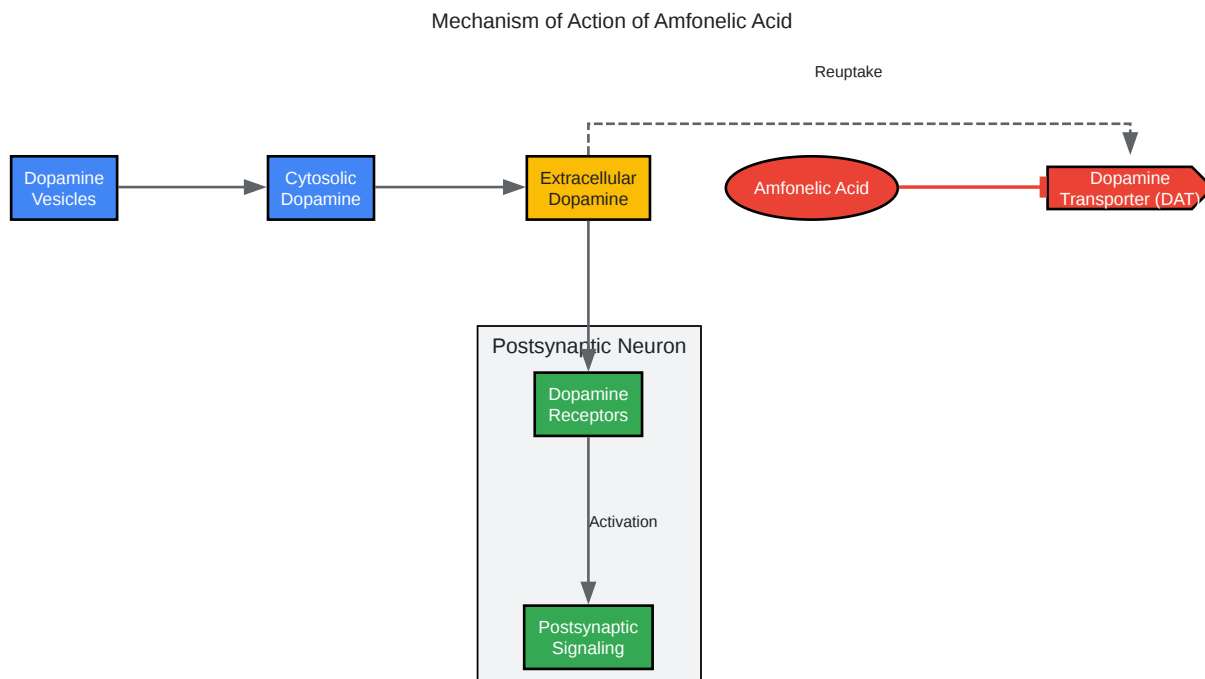 Mechanism of Action of Amfonelic Acid
Reuptake
Dopamine
Vesicles
Cytosolic
Dopamine
Extracellular
Dopamine
Amfonelic Acid
Dopamine
Transporter (DAT)
Postsynaptic Neuron
Dopamine
Receptors
Activation
Postsynaptic
Signaling